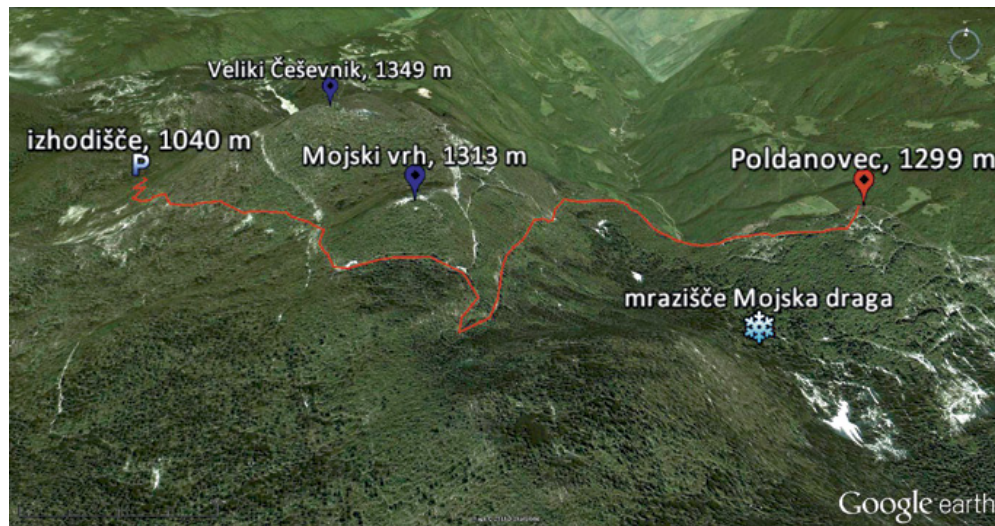 Veliki Češevnik, 1349 m
izhodišče, 1040 m
P
Mojski vrh, 1313 m
Poldanovec, 1299 m
mrazišče Mojska draga
Google earth